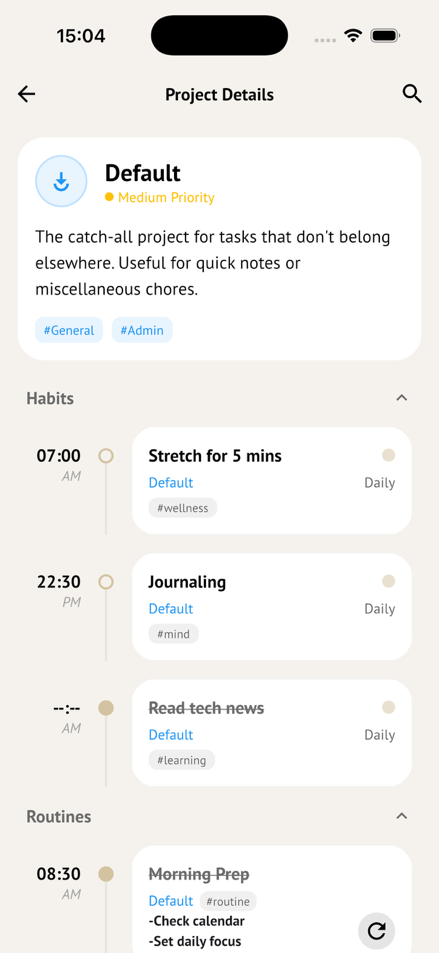 15:04
Project Details
Default
Medium Priority
The catch-all project for tasks that don't belong
elsewhere. Useful for quick notes or
miscellaneous chores.
#General #Admin
Habits
07:00 Stretch for 5 mins
AM Default Daily
#wellness
22:30 Journaling
PM Default Daily
#mind
--:-- Read tech news
AM Default Daily
#learning
Routines
08:30 Morning Prep
AM Default #routine
-Check calendar
-Set daily focus